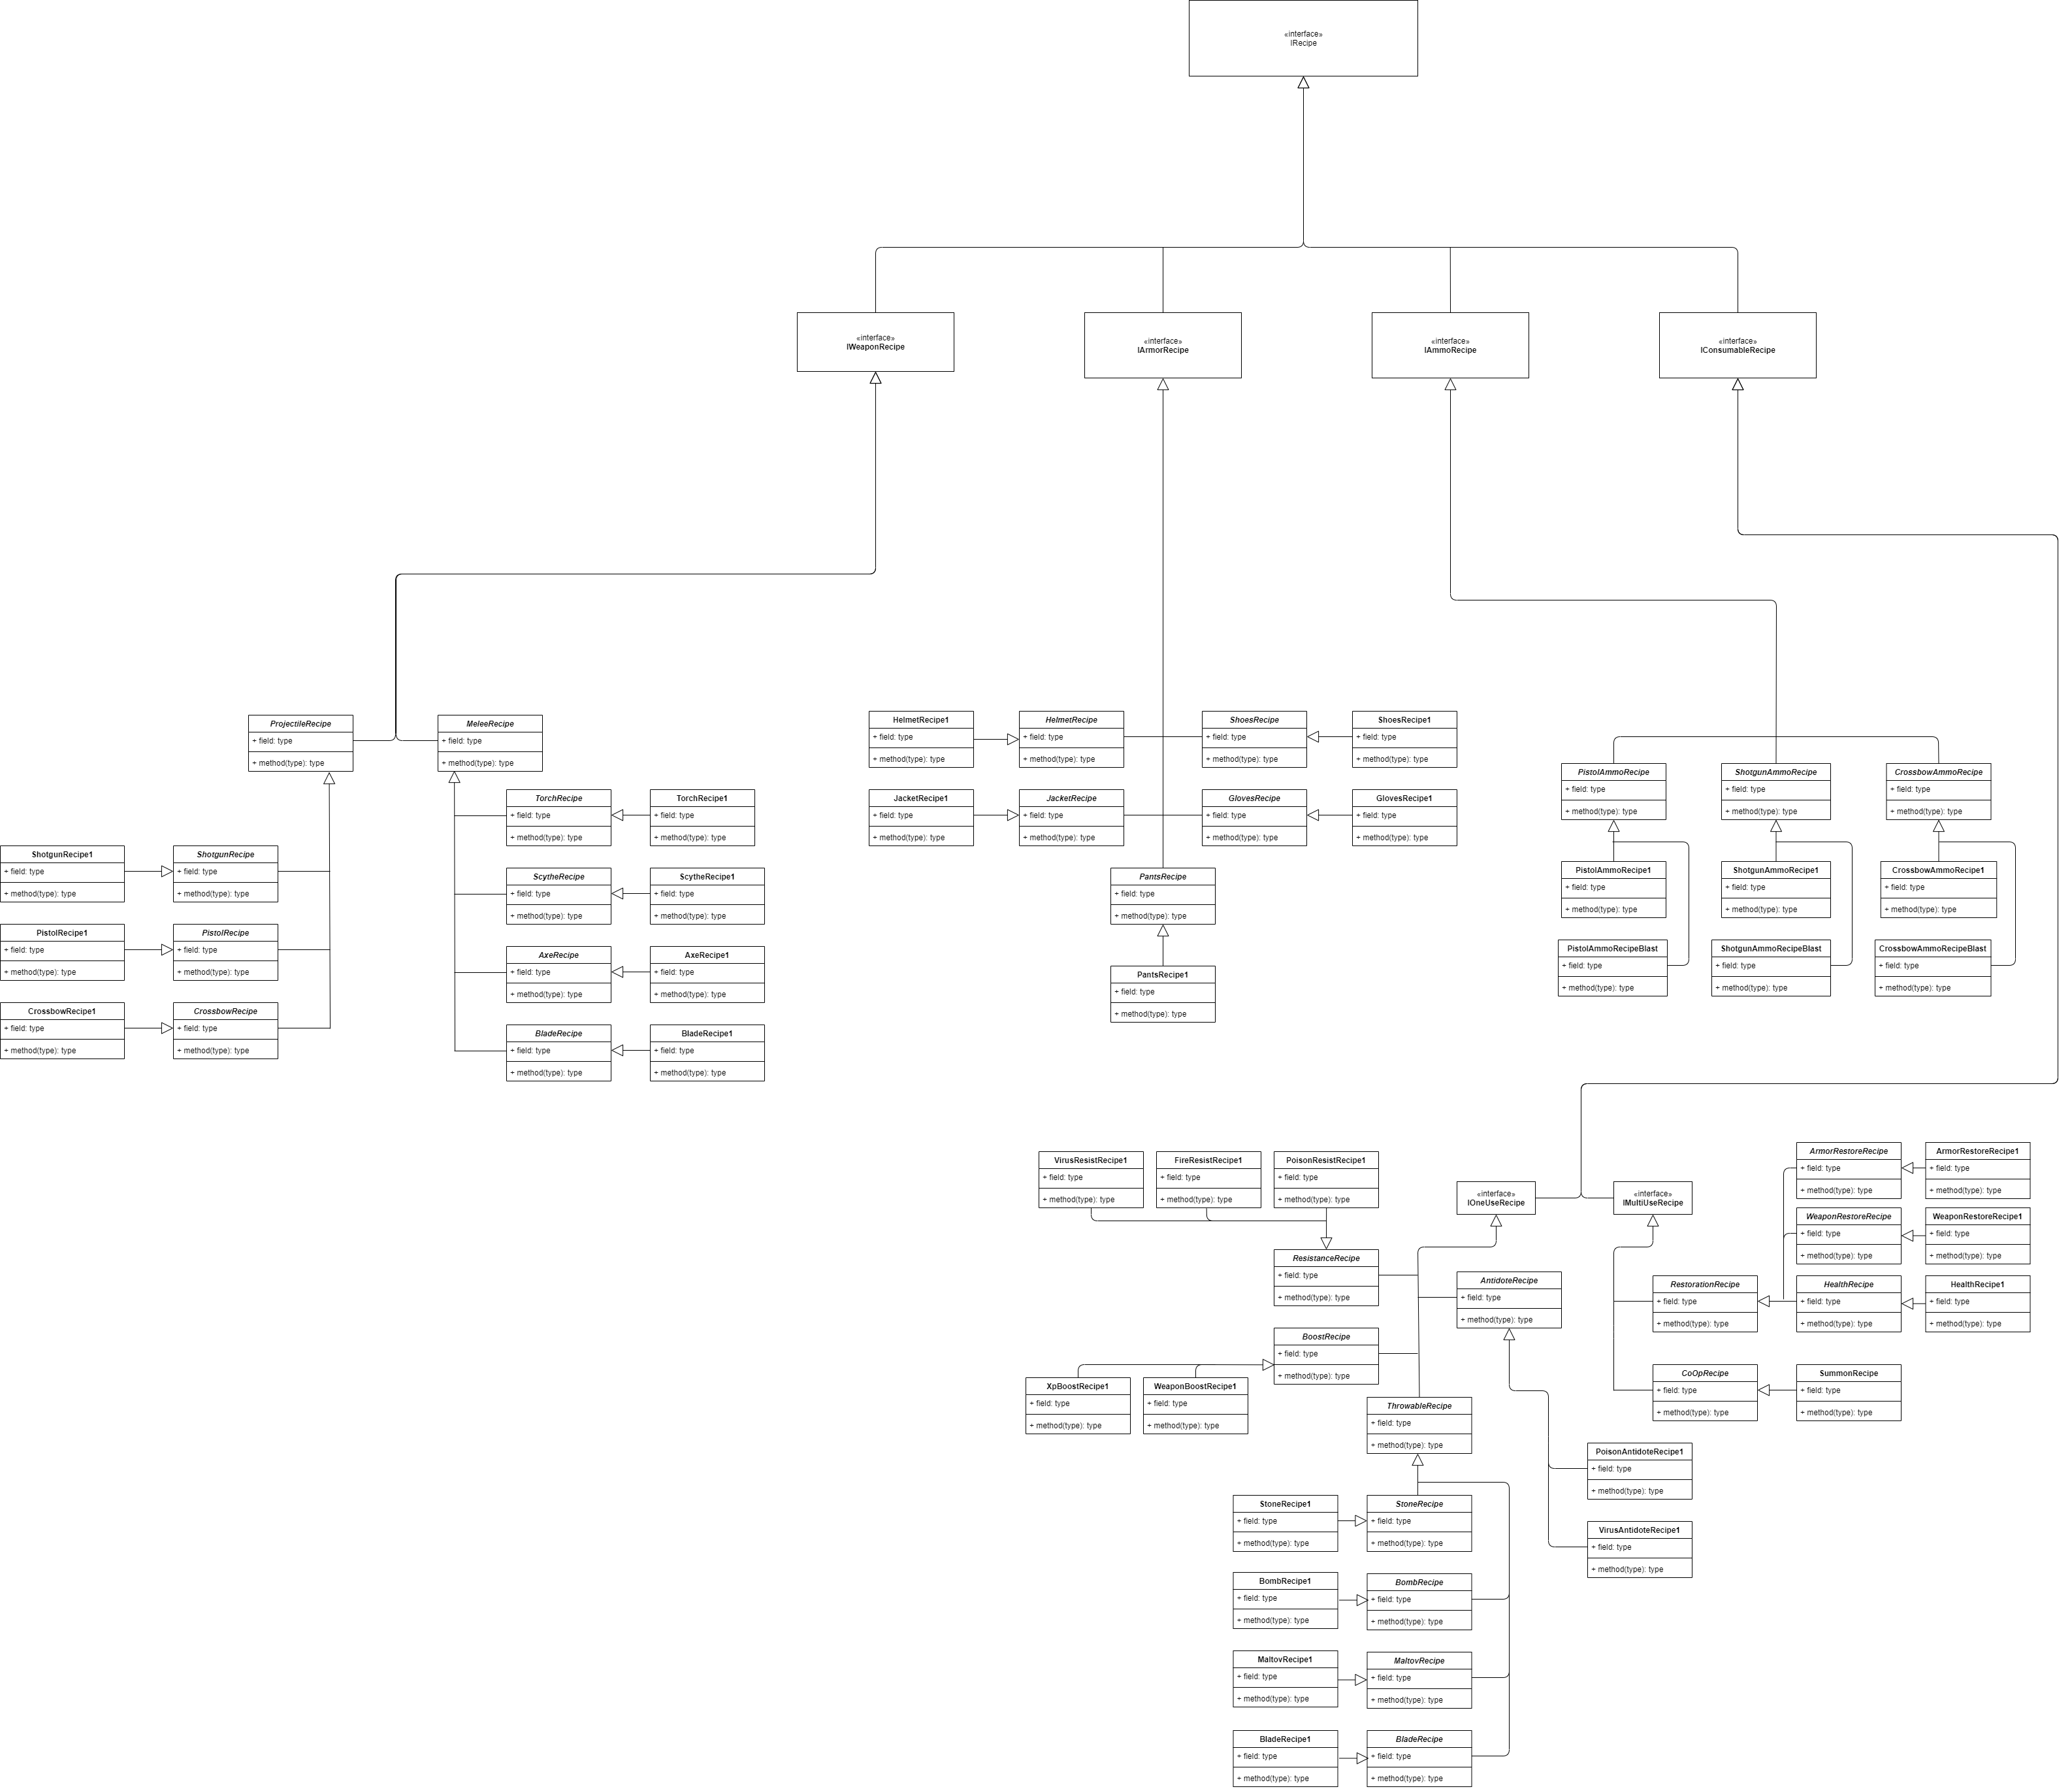 «interface»
IRecipe
«interface»
IWeaponRecipe
«interface»
IArmorRecipe
«interface»
IAmmoRecipe
«interface»
IConsumableRecipe
ProjectileRecipe
+ field: type
+ method(type): type
MeleeRecipe
+ field: type
+ method(type): type
ShotgunRecipe1
+ field: type
+ method(type): type
ShotgunRecipe
+ field: type
+ method(type): type
PistolRecipe1
+ field: type
+ method(type): type
PistolRecipe
+ field: type
+ method(type): type
CrossbowRecipe1
+ field: type
+ method(type): type
CrossbowRecipe
+ field: type
+ method(type): type
TorchRecipe
+ field: type
+ method(type): type
TorchRecipe1
+ field: type
+ method(type): type
ScytheRecipe
+ field: type
+ method(type): type
ScytheRecipe1
+ field: type
+ method(type): type
AxeRecipe
+ field: type
+ method(type): type
AxeRecipe1
+ field: type
+ method(type): type
BladeRecipe
+ field: type
+ method(type): type
BladeRecipe1
+ field: type
+ method(type): type
HelmetRecipe1
+ field: type
+ method(type): type
HelmetRecipe
+ field: type
+ method(type): type
ShoesRecipe
+ field: type
+ method(type): type
ShoesRecipe1
+ field: type
+ method(type): type
JacketRecipe1
+ field: type
+ method(type): type
JacketRecipe
+ field: type
+ method(type): type
GlovesRecipe
+ field: type
+ method(type): type
GlovesRecipe1
+ field: type
+ method(type): type
PantsRecipe
+ field: type
+ method(type): type
PantsRecipe1
+ field: type
+ method(type): type
PistolAmmoRecipe
+ field: type
+ method(type): type
ShotgunAmmoRecipe
+ field: type
+ method(type): type
CrossbowAmmoRecipe
+ field: type
+ method(type): type
PistolAmmoRecipe1
+ field: type
+ method(type): type
ShotgunAmmoRecipe1
+ field: type
+ method(type): type
CrossbowAmmoRecipe1
+ field: type
+ method(type): type
PistolAmmoRecipeBlast
+ field: type
+ method(type): type
ShotgunAmmoRecipeBlast
+ field: type
+ method(type): type
CrossbowAmmoRecipeBlast
+ field: type
+ method(type): type
VirusResistRecipe1
+ field: type
+ method(type): type
FireResistRecipe1
+ field: type
+ method(type): type
PoisonResistRecipe1
+ field: type
+ method(type): type
«interface»
IOneUseRecipe
«interface»
IMultiUseRecipe
ArmorRestoreRecipe
+ field: type
+ method(type): type
ArmorRestoreRecipe1
+ field: type
+ method(type): type
WeaponRestoreRecipe
+ field: type
+ method(type): type
WeaponRestoreRecipe1
+ field: type
+ method(type): type
ResistanceRecipe
+ field: type
+ method(type): type
AntidoteRecipe
+ field: type
+ method(type): type
RestorationRecipe
+ field: type
+ method(type): type
HealthRecipe
+ field: type
+ method(type): type
HealthRecipe1
+ field: type
+ method(type): type
BoostRecipe
+ field: type
+ method(type): type
XpBoostRecipe1
+ field: type
+ method(type): type
WeaponBoostRecipe1
+ field: type
+ method(type): type
CoOpRecipe
+ field: type
+ method(type): type
SummonRecipe
+ field: type
+ method(type): type
ThrowableRecipe
+ field: type
+ method(type): type
PoisonAntidoteRecipe1
+ field: type
+ method(type): type
VirusAntidoteRecipe1
+ field: type
+ method(type): type
StoneRecipe1
+ field: type
+ method(type): type
StoneRecipe
+ field: type
+ method(type): type
BombRecipe1
+ field: type
+ method(type): type
BombRecipe
+ field: type
+ method(type): type
MaltovRecipe1
+ field: type
+ method(type): type
MaltovRecipe
+ field: type
+ method(type): type
BladeRecipe1
+ field: type
+ method(type): type
BladeRecipe
+ field: type
+ method(type): type